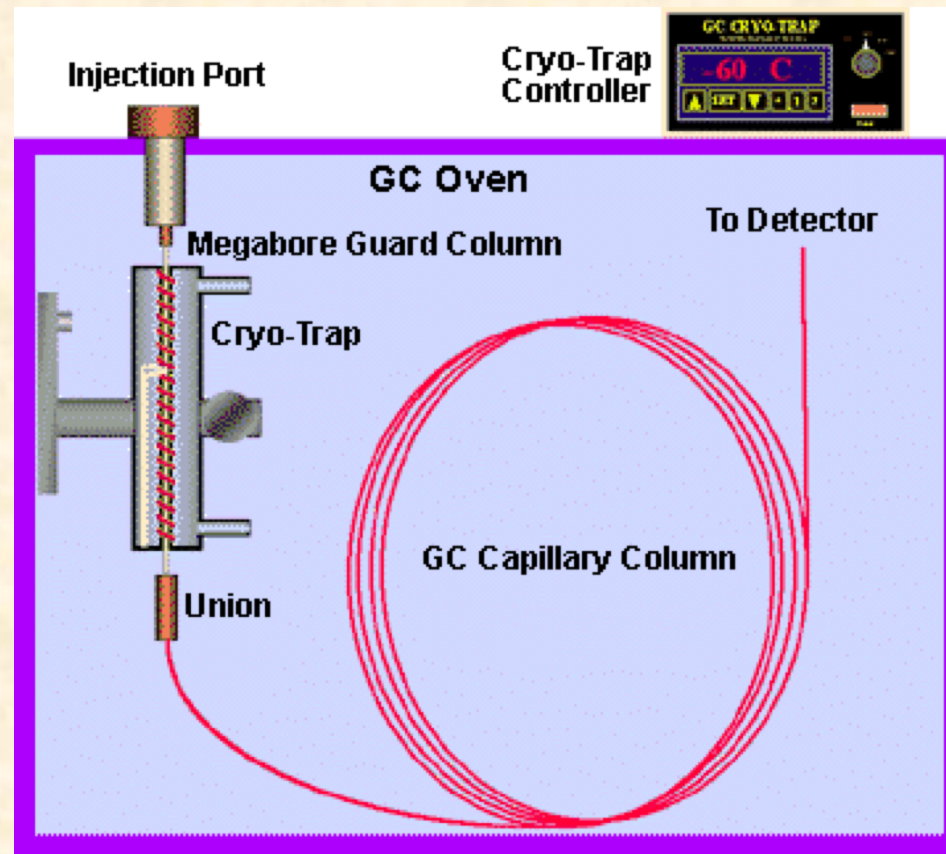 Injection Port
Cryo-Trap
Controller
GC CRYO-TRAP
-60 C
SET
GC Oven
To Detector
Megabore Guard Column
Cryo-Trap
GC Capillary Column
Union